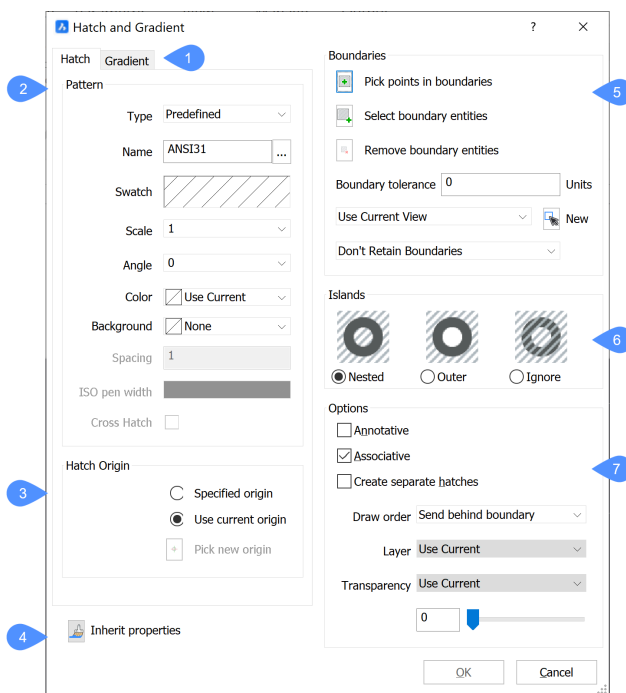 Hatch and Gradient
?
Hatch Gradient
1
2
Pattern
Type Predefined
Name ANSI31 ...
Swatch
Scale 1
Angle 0
Color Use Current
Background None
Spacing 1
ISO pen width
Cross Hatch
3
Hatch Origin
Specified origin
Use current origin
Pick new origin
4
Inherit properties
Boundaries
Pick points in boundaries
5
Select boundary entities
Remove boundary entities
Boundary tolerance 0 Units
Use Current View New
Don't Retain Boundaries
Islands
6
Nested Outer Ignore
Options
Annotative
Associative
7
Create separate hatches
Draw order Send behind boundary
Layer Use Current
Transparency Use Current
0
OK Cancel